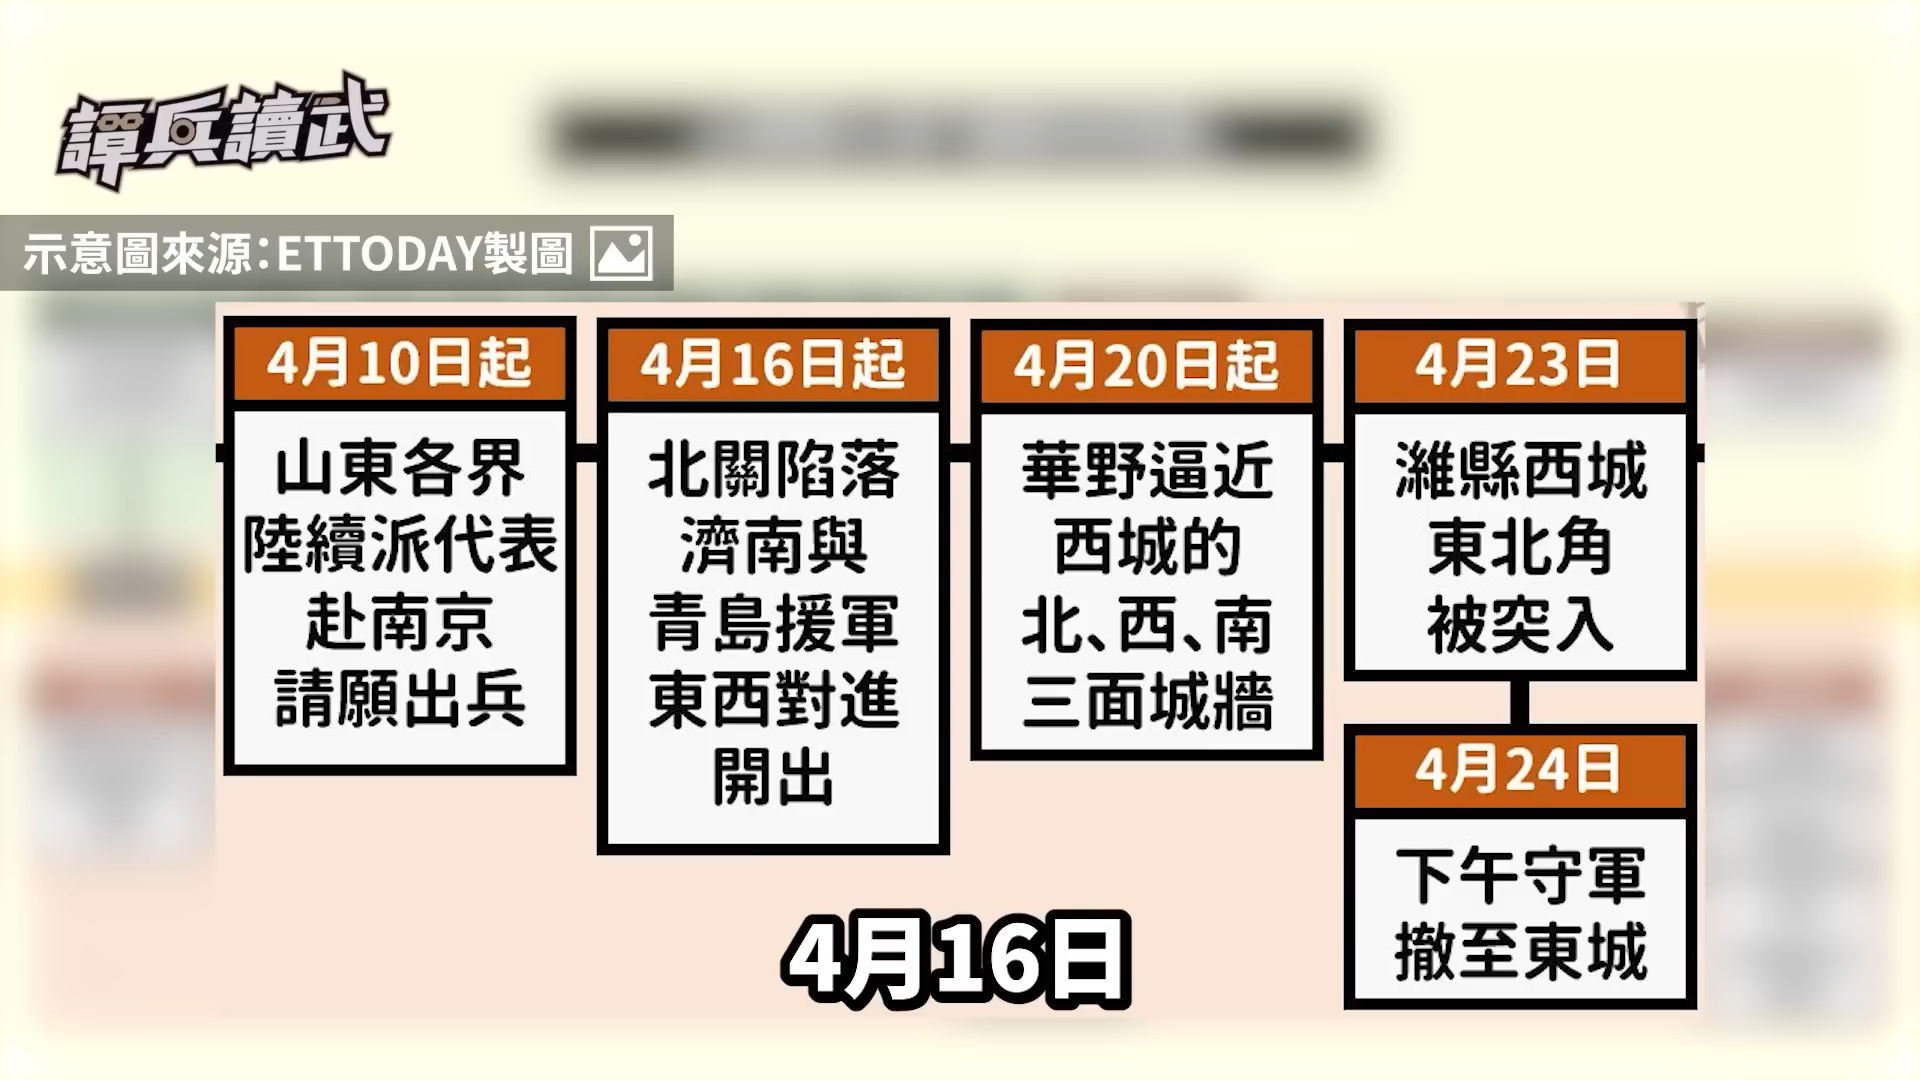 譚兵讀武
示意圖來源：ETTODAY製圖
4月10日起
山東各界
陸續派代表
赴南京
請願出兵
4月16日起
北關陷落
濟南與
青島援軍
東西對進
開出
4月20日起
華野逼近
西城的
北、西、南
三面城牆
4月23日
濰縣西城
東北角
被突入
4月24日
下午守軍
撤至東城
4月16日